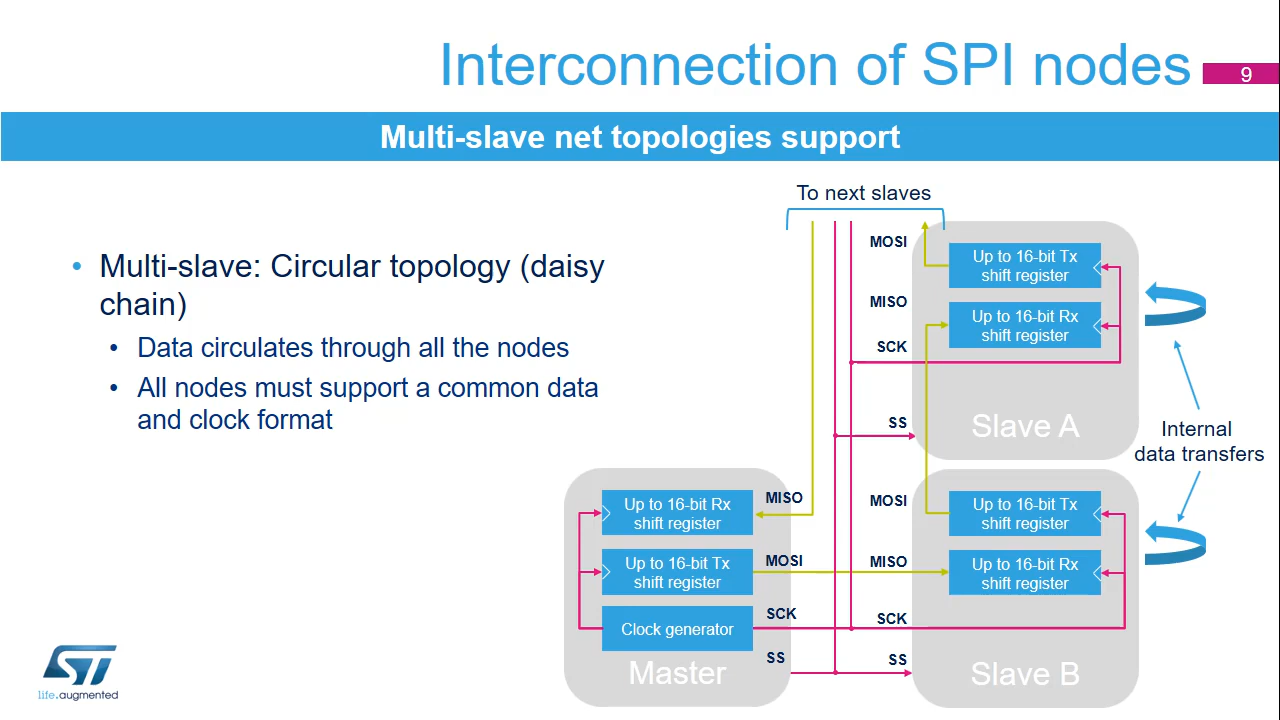 Interconnection of SPI nodes
9
Multi-slave net topologies support
• Multi-slave: Circular topology (daisy
chain)
• Data circulates through all the nodes
• All nodes must support a common data
and clock format
To next slaves
MOSI
Up to 16-bit Tx
shift register
MISO
Up to 16-bit Rx
shift register
SCK
SS
Slave A
Internal
data transfers
MISO
Up to 16-bit Rx
shift register
MOSI
Up to 16-bit Tx
shift register
SCK
Clock generator
SS
Master
MOSI
Up to 16-bit Tx
shift register
MISO
Up to 16-bit Rx
shift register
SCK
SS
Slave B
ST
life.augmented